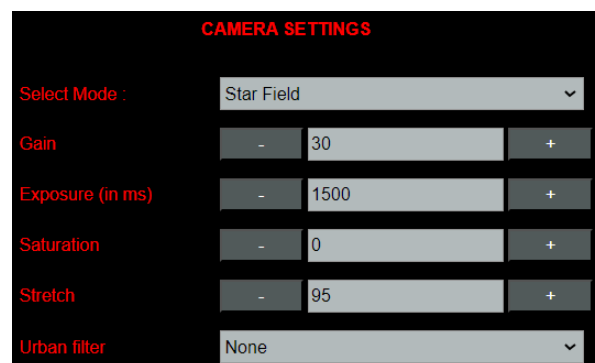 CAMERA SETTINGS
Select Mode : Star Field
Gain - 30 +
Exposure (in ms) - 1500 +
Saturation - 0 +
Stretch - 95 +
Urban filter None